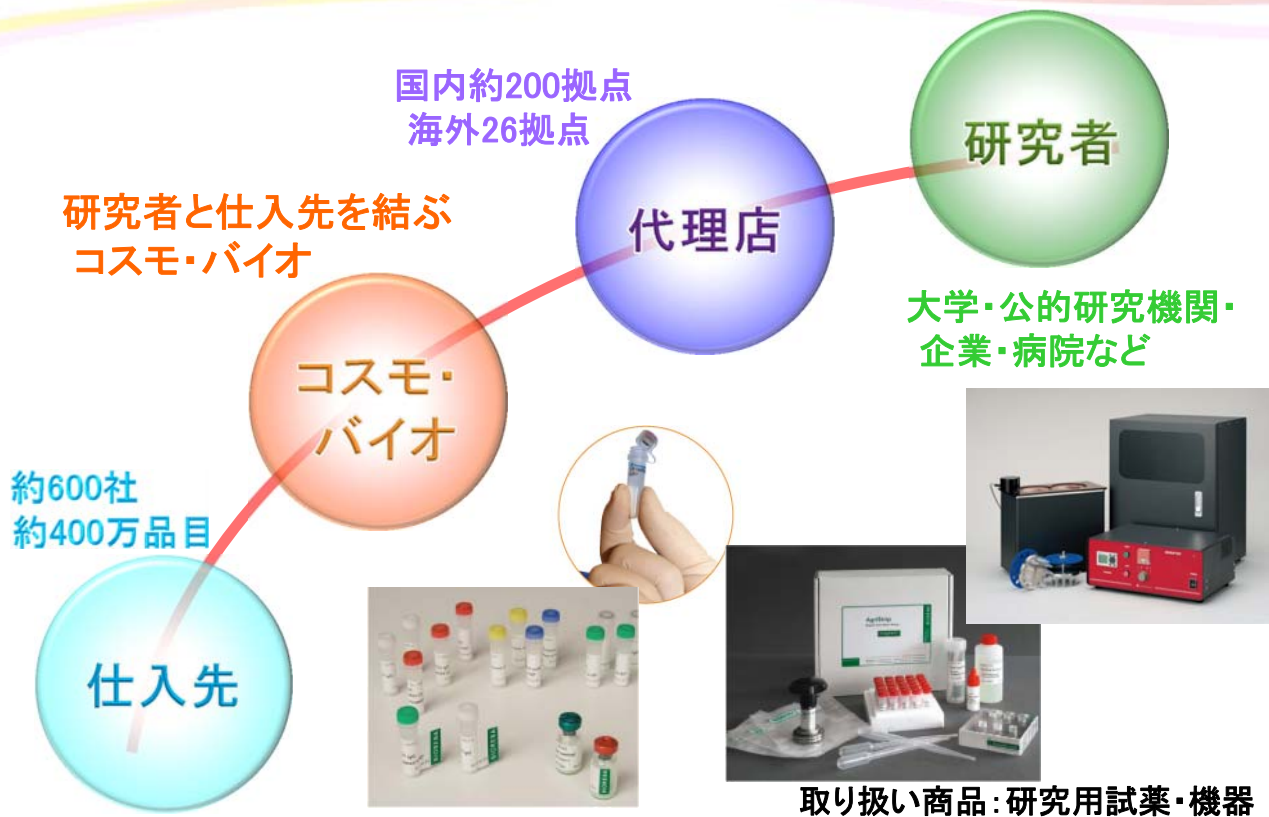 国内約200拠点
海外26拠点
研究者
研究者と仕入先を結ぶ
コスモ・バイオ
代理店
大学・公的研究機関・
企業・病院など
コスモ・
バイオ
約600社
約400万品目
仕入先
AgriStrip
BIOREBA
BIOREBA
BIOREBA
取り扱い商品：研究用試薬・機器